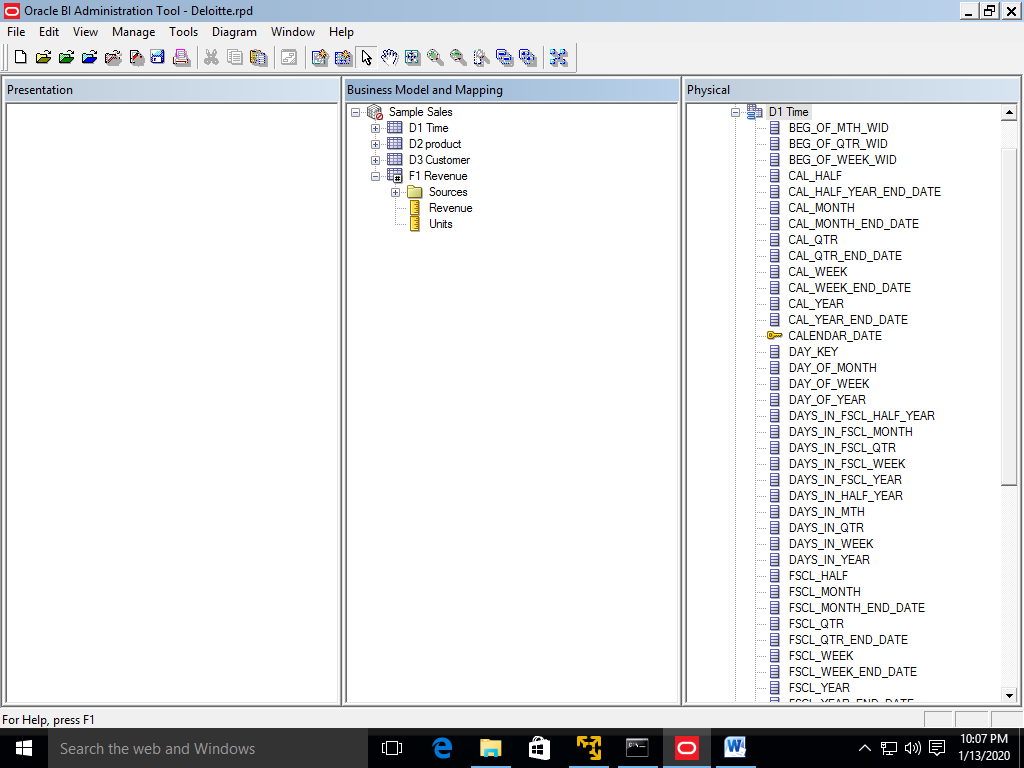 Oracle BI Administration Tool - Deloitte.rpd
File Edit View Manage Tools Diagram Window Help
Presentation
Business Model and Mapping
Sample Sales
D1 Time
D2 product
D3 Customer
F1 Revenue
Sources
Revenue
Units
Physical
D1 Time
BEG_OF_MTH_WID
BEG_OF_QTR_WID
BEG_OF_WEEK_WID
CAL_HALF
CAL_HALF_YEAR_END_DATE
CAL_MONTH
CAL_MONTH_END_DATE
CAL_QTR
CAL_QTR_END_DATE
CAL_WEEK
CAL_WEEK_END_DATE
CAL_YEAR
CAL_YEAR_END_DATE
CALENDAR_DATE
DAY_KEY
DAY_OF_MONTH
DAY_OF_WEEK
DAY_OF_YEAR
DAYS_IN_FSCL_HALF_YEAR
DAYS_IN_FSCL_MONTH
DAYS_IN_FSCL_QTR
DAYS_IN_FSCL_WEEK
DAYS_IN_FSCL_YEAR
DAYS_IN_HALF_YEAR
DAYS_IN_MTH
DAYS_IN_QTR
DAYS_IN_WEEK
DAYS_IN_YEAR
FSCL_HALF
FSCL_MONTH
FSCL_MONTH_END_DATE
FSCL_QTR
FSCL_QTR_END_DATE
FSCL_WEEK
FSCL_WEEK_END_DATE
FSCL_YEAR
FSCL_YEAR_END_DATE
For Help, press F1
Search the web and Windows
10:07 PM
1/13/2020